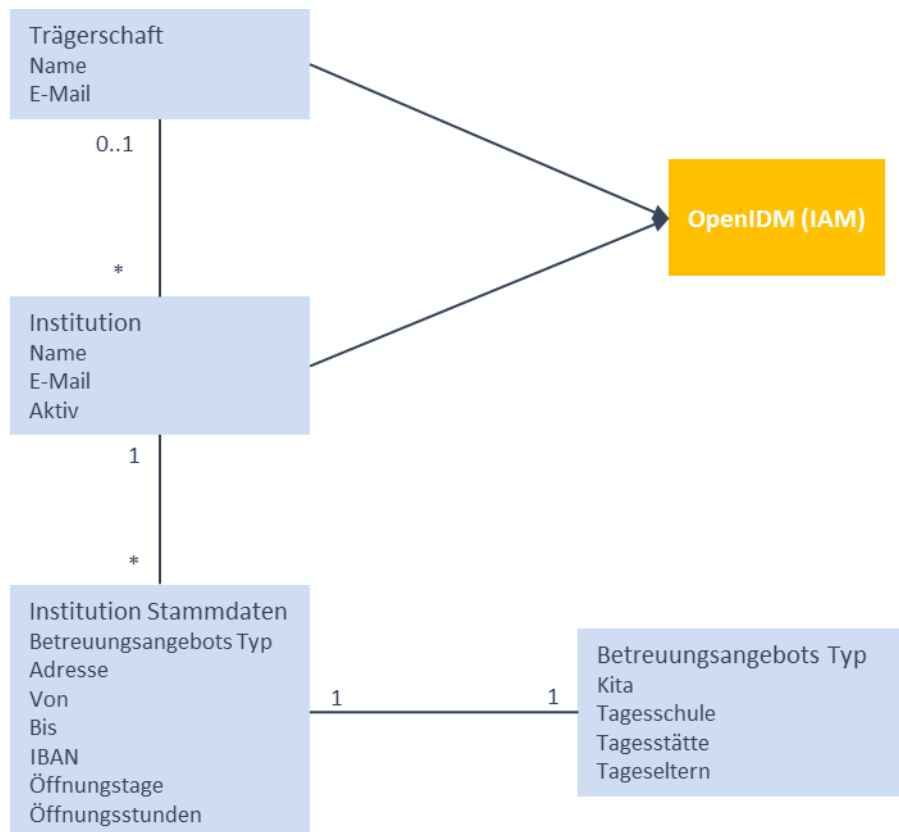 Trägerschaft
Name
E-Mail
0..1
OpenIDM (IAM)
*
Institution
Name
E-Mail
Aktiv
1
*
Institution Stammdaten
Betreuungsangebots Typ
Adresse
Von
Bis
IBAN
Öffnungstage
Öffnungsstunden
1
1
Betreuungsangebots Typ
Kita
Tagesschule
Tagesstätte
Tageseltern